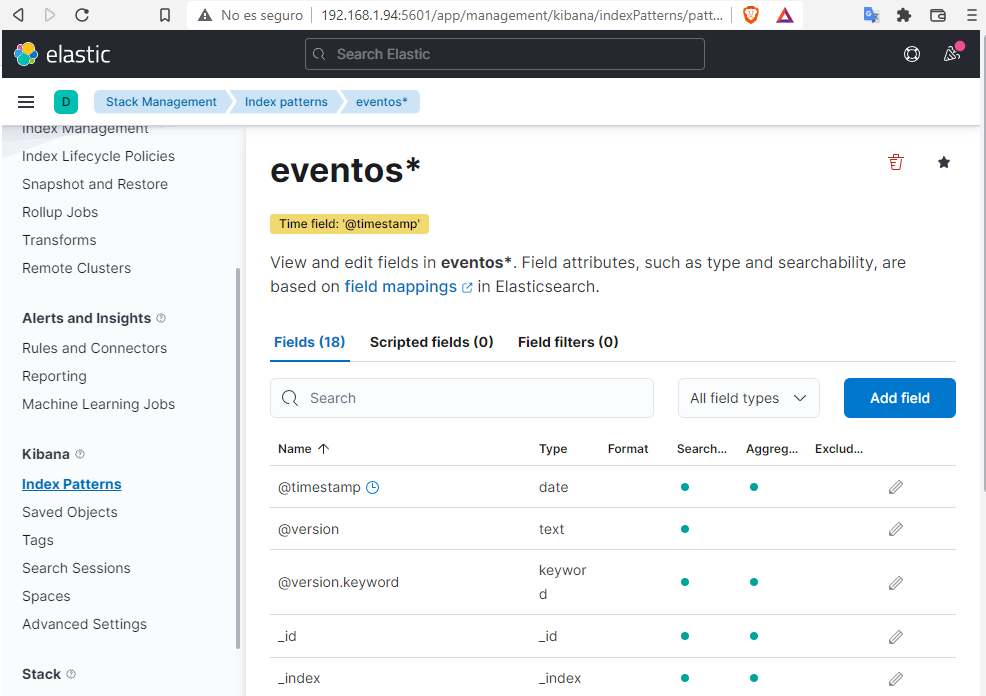 No es seguro 192.168.1.94:5601/app/management/kibana/indexPatterns/patt...
elastic
Search Elastic
D Stack Management Index patterns eventos*
Index Management
Index Lifecycle Policies
Snapshot and Restore
Rollup Jobs
Transforms
Remote Clusters
Alerts and Insights
Rules and Connectors
Reporting
Machine Learning Jobs
Kibana
Index Patterns
Saved Objects
Tags
Search Sessions
Spaces
Advanced Settings
Stack
eventos*
Time field: '@timestamp'
View and edit fields in eventos*. Field attributes, such as type and searchability, are
based on field mappings in Elasticsearch.
Fields (18) Scripted fields (0) Field filters (0)
Search All field types Add field
Name Type Format Search... Aggreg... Exclud...
@timestamp date
@version text
@version.keyword keywor
d
_id _id
_index _index